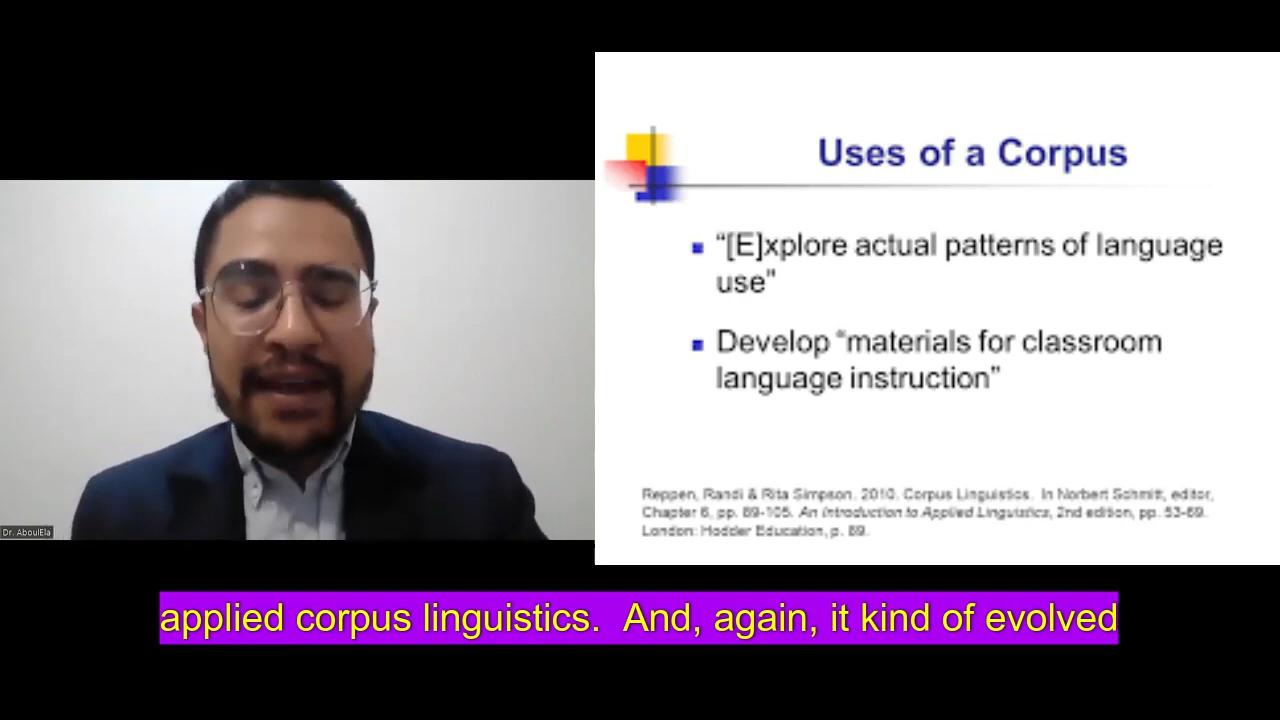 Uses of a Corpus
“[E]xplore actual patterns of language
use”
Develop “materials for classroom
language instruction”
Reppen, Randi & Rita Simpson. 2010. Corpus Linguistics. In Norbert Schmitt, editor,
Chapter 6, pp. 89-105. An Introduction to Applied Linguistics, 2nd edition, pp. 53-69.
London: Hodder Education, p. 89.
Dr. AboulEla
applied corpus linguistics. And, again, it kind of evolved